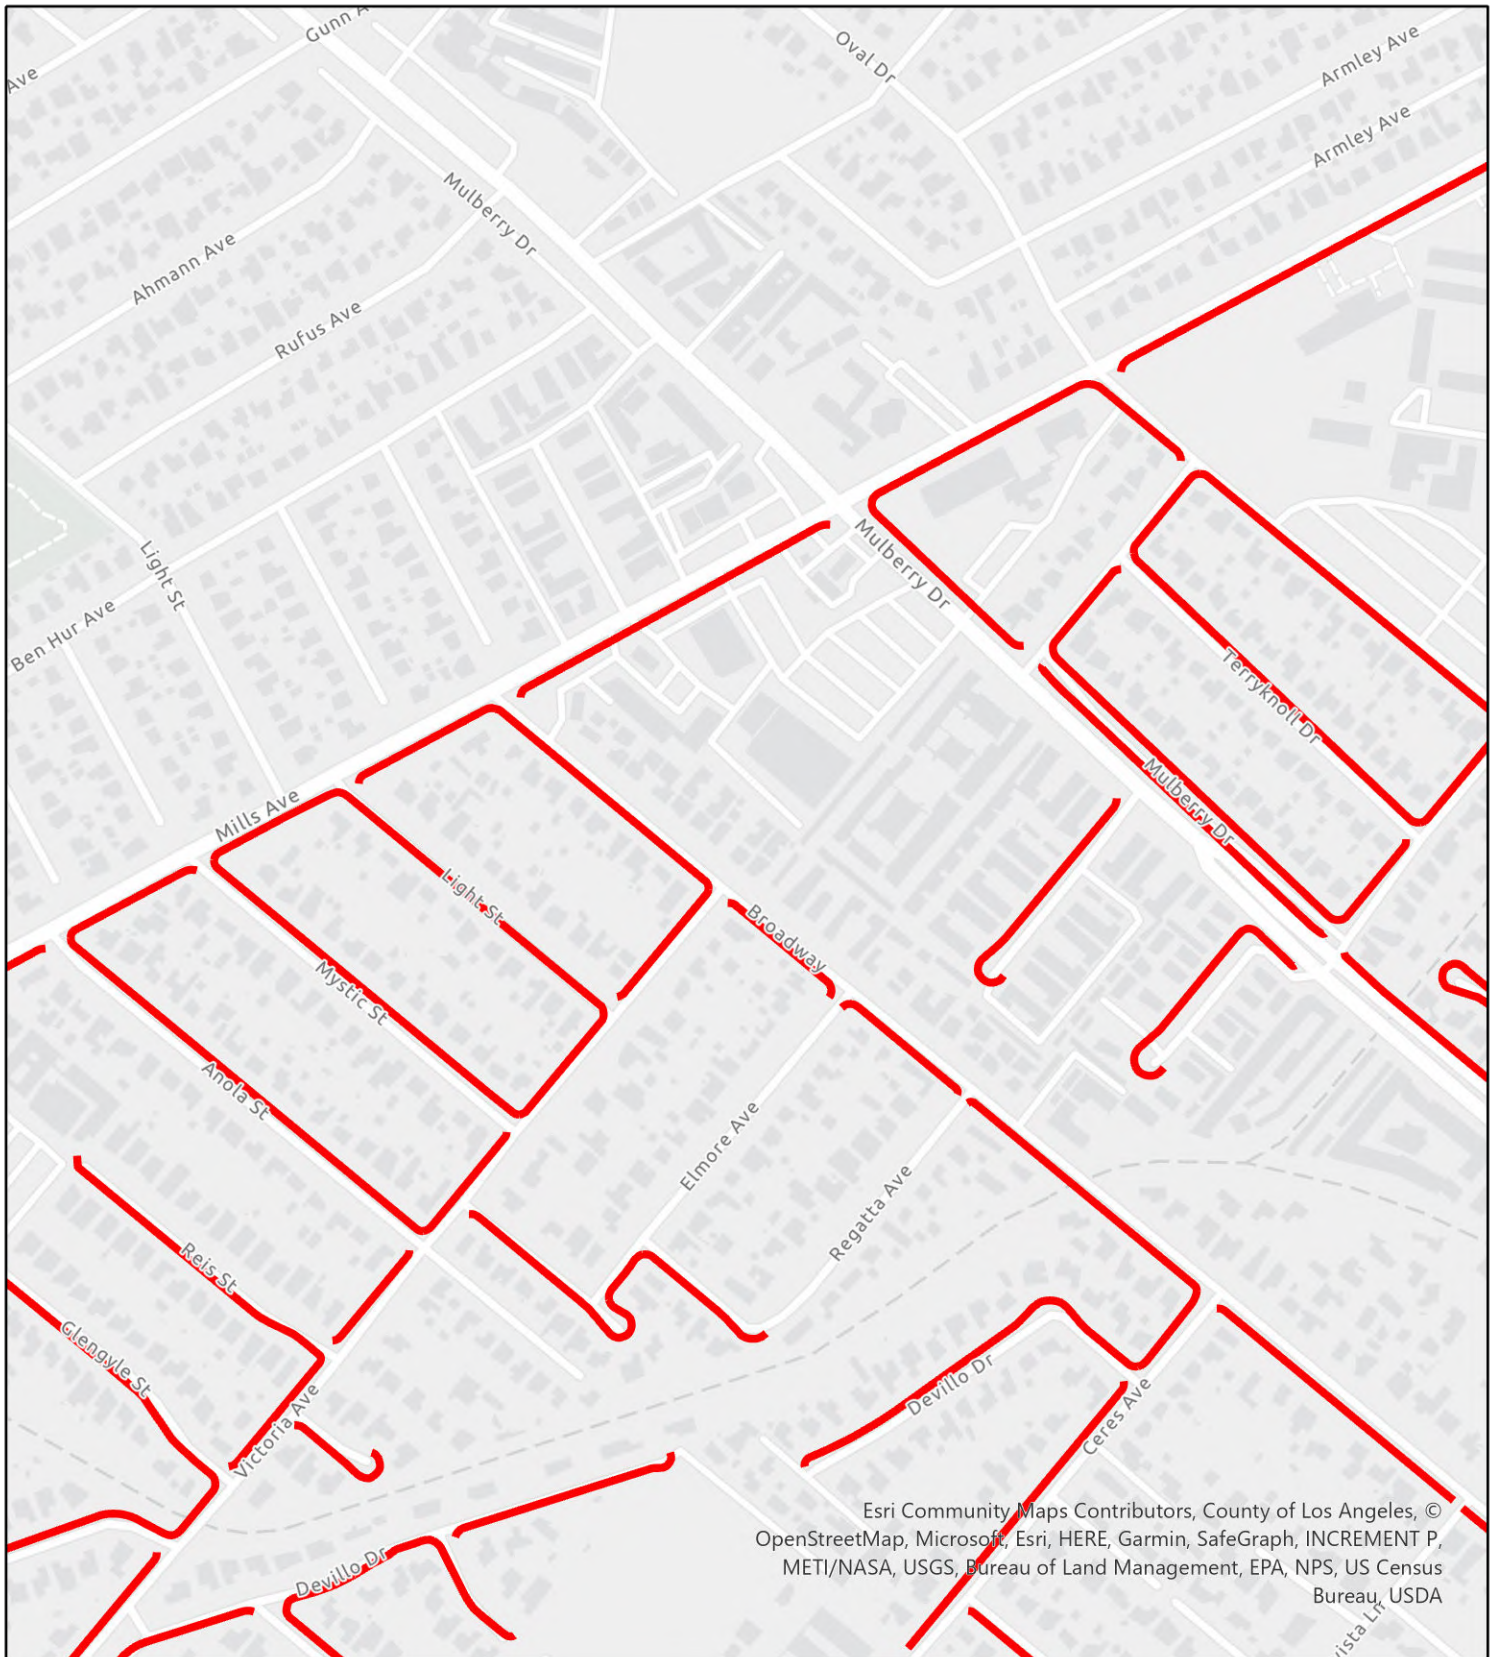 Gunn A
Oval Dr
Armley Ave
Ave
Armley Ave
Mulberry Dr
Ahmann Ave
Rufus Ave
Light St
Mulberry Dr
Ben Hur Ave
Terryknoll Dr
Mulberry Dr
Mills Ave
Light St
Broadway
Mystic St
Anola St
Elmore Ave
Regatta Ave
Reis St
Glengyle St
Devillo Dr
Victoria Ave
Ceres Ave
Devillo Dr
Esri Community Maps Contributors, County of Los Angeles, ©
OpenStreetMap, Microsoft, Esri, HERE, Garmin, SafeGraph, INCREMENT P,
METI/NASA, USGS, Bureau of Land Management, EPA, NPS, US Census
Bureau, USDA
vista Ln